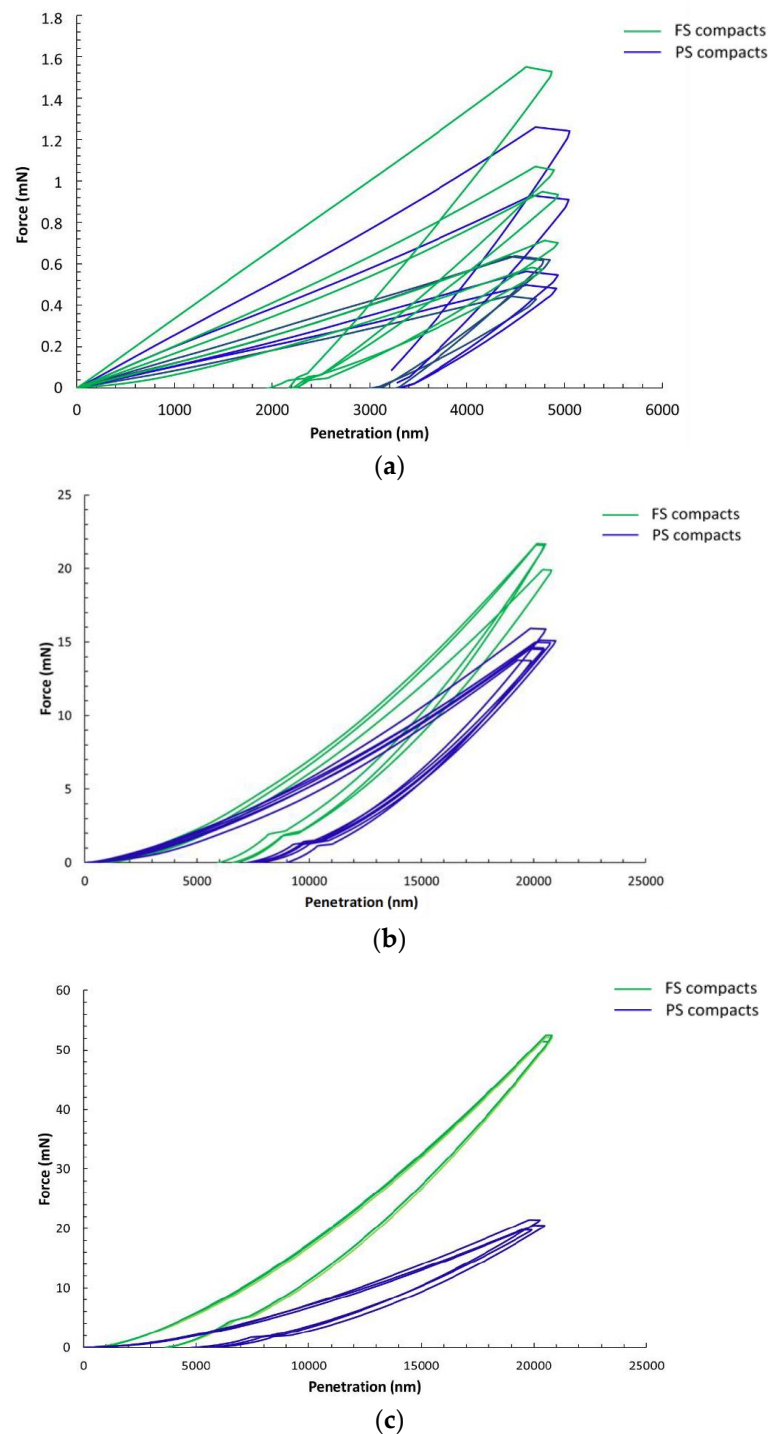 1.8
1.6
1.4
1.2
1
0.8
0.6
0.4
0.2
0
Force (mN)
FS compacts
PS compacts
0 1000 2000 3000 4000 5000 6000
Penetration (nm)
(a)
25
20
15
10
5
0
Force (mN)
FS compacts
PS compacts
0 5000 10000 15000 20000 25000
Penetration (nm)
(b)
60
50
40
30
20
10
0
Force (mN)
FS compacts
PS compacts
0 5000 10000 15000 20000 25000
Penetration (nm)
(c)